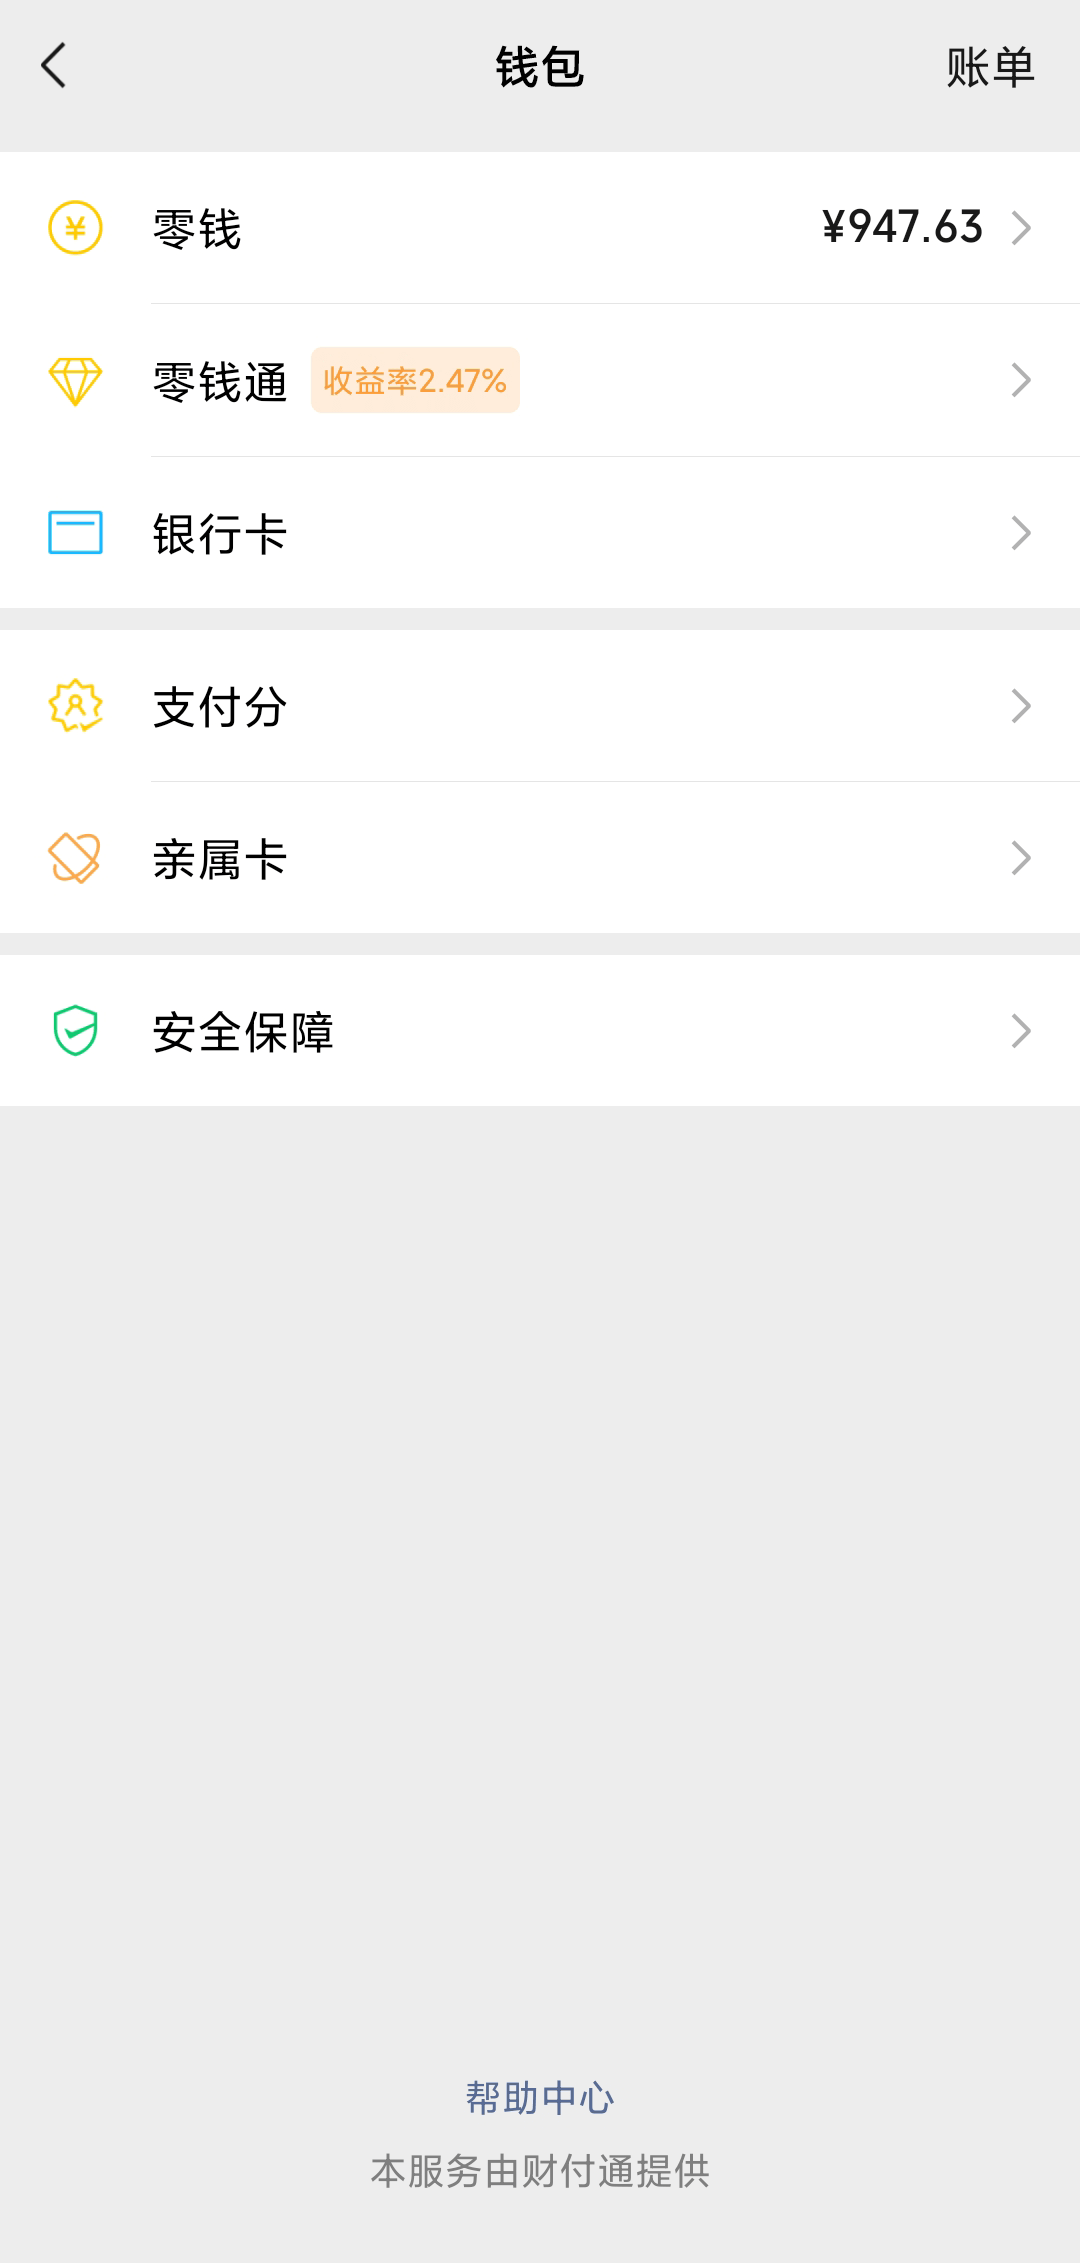 钱包
账单
零钱
¥947.63
零钱通
收益率2.47%
银行卡
支付分
亲属卡
安全保障
帮助中心
本服务由财付通提供